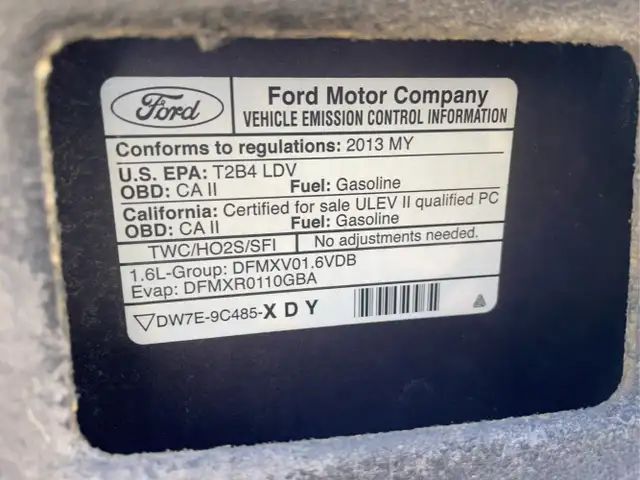 Ford
Ford Motor Company
VEHICLE EMISSION CONTROL INFORMATION
Conforms to regulations: 2013 MY
U.S. EPA: T2B4 LDV
OBD: CA II Fuel: Gasoline
California: Certified for sale ULEV II qualified PC
OBD: CA II Fuel: Gasoline
TWC/HO2S/SFI No adjustments needed.
1.6L-Group: DFMXV01.6VDB
Evap: DFMXR0110GBA
▽DW7E-9C485-X D Y